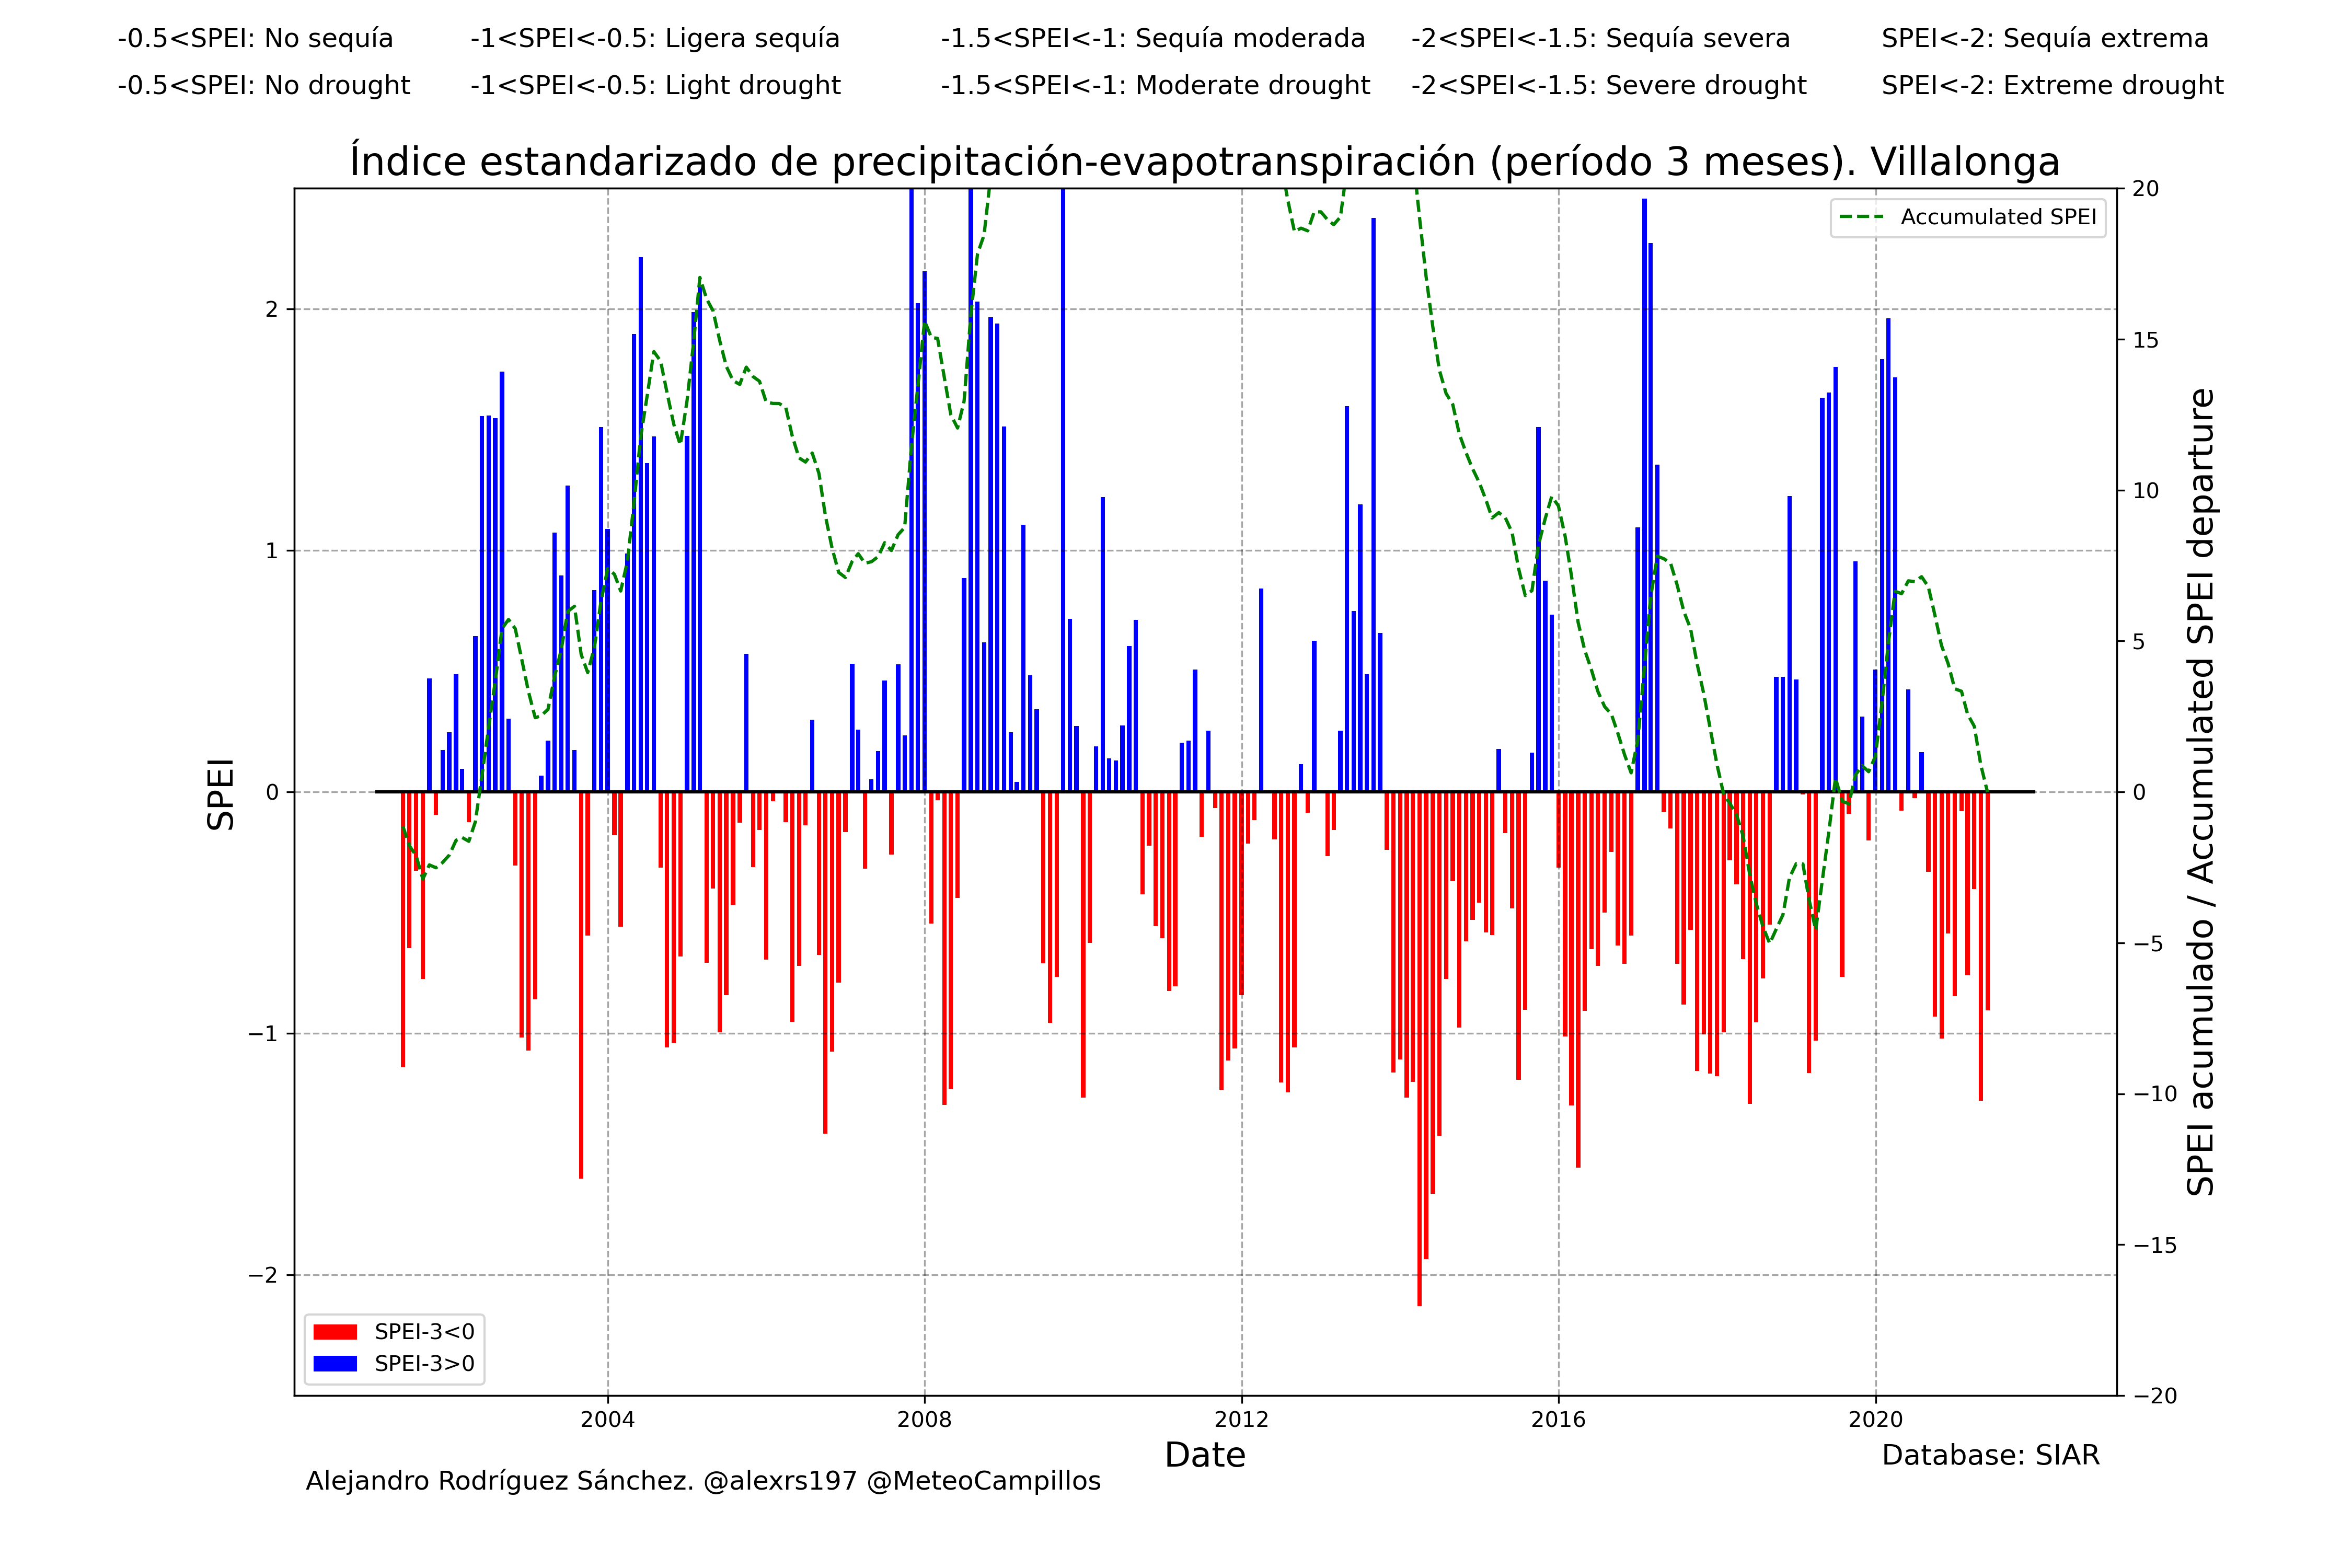 -0.5<SPEI: No sequía -1<SPEI<-0.5: Ligera sequía -1.5<SPEI<-1: Sequía moderada -2<SPEI<-1.5: Sequía severa SPEI<-2: Sequía extrema
-0.5<SPEI: No drought -1<SPEI<-0.5: Light drought -1.5<SPEI<-1: Moderate drought -2<SPEI<-1.5: Severe drought SPEI<-2: Extreme drought
Índice estandarizado de precipitación-evapotranspiración (período 3 meses). Villalonga
Accumulated SPEI
SPEI
2
1
0
−1
−2
20
15
10
5
0
−5
−10
−15
−20
SPEI acumulado / Accumulated SPEI departure
SPEI-3<0
SPEI-3>0
2004 2008 2012 2016 2020
Date
Database: SIAR
Alejandro Rodríguez Sánchez. @alexrs197 @MeteoCampillos